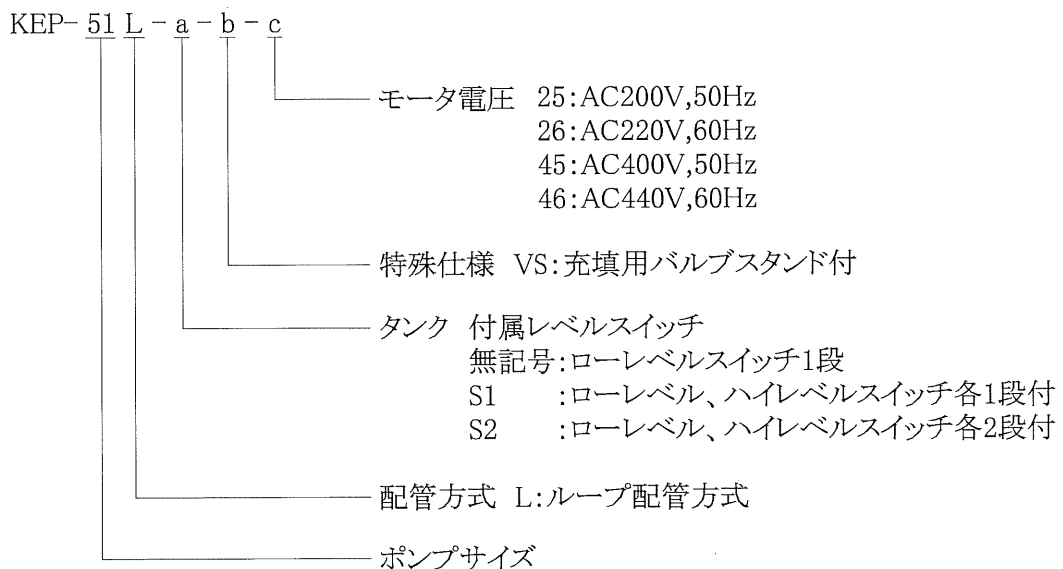 KEP-51L-a-b-c
モータ電圧 25:AC200V,50Hz
26:AC220V,60Hz
45:AC400V,50Hz
46:AC440V,60Hz
特殊仕様 VS:充填用バルブスタンド付
タンク 付属レベルスイッチ
無記号:ローレベルスイッチ1段
S1 :ローレベル、ハイレベルスイッチ各1段付
S2 :ローレベル、ハイレベルスイッチ各2段付
配管方式 L:ループ配管方式
ポンプサイズ